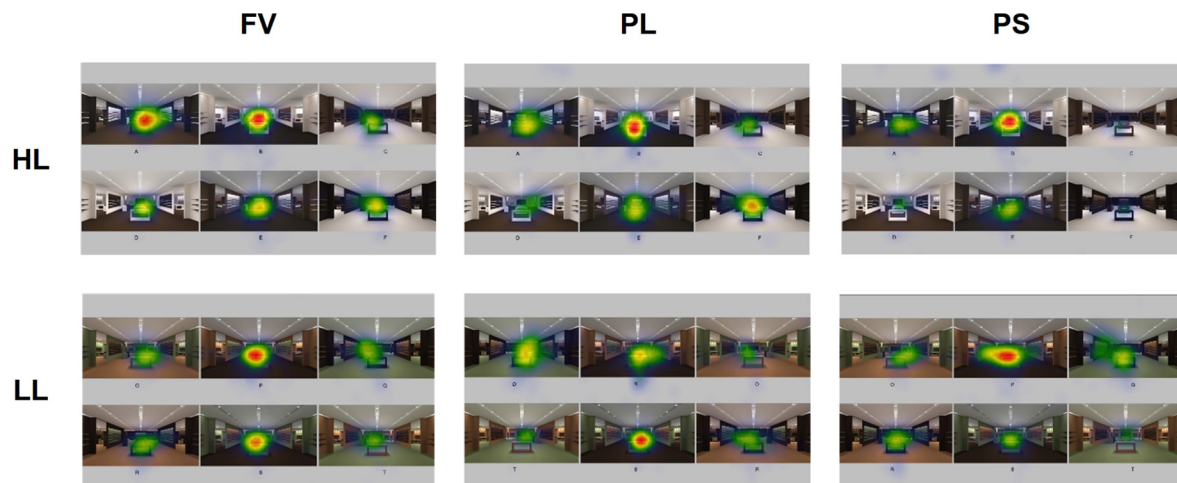 FV PL PS
HL
A B C A B C A B C
D E F D E F D E F
LL
O P Q O P O O P Q
R S T T S R R S T